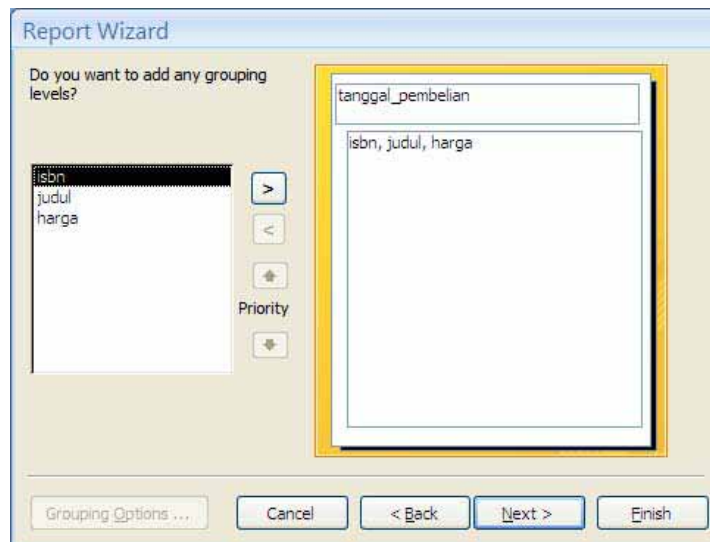 Report Wizard
Do you want to add any grouping
levels?
isbn
judul
harga
>
<
Priority
tanggal_pembelian
isbn, judul, harga
Grouping Options ...
Cancel
< Back
Next >
Finish